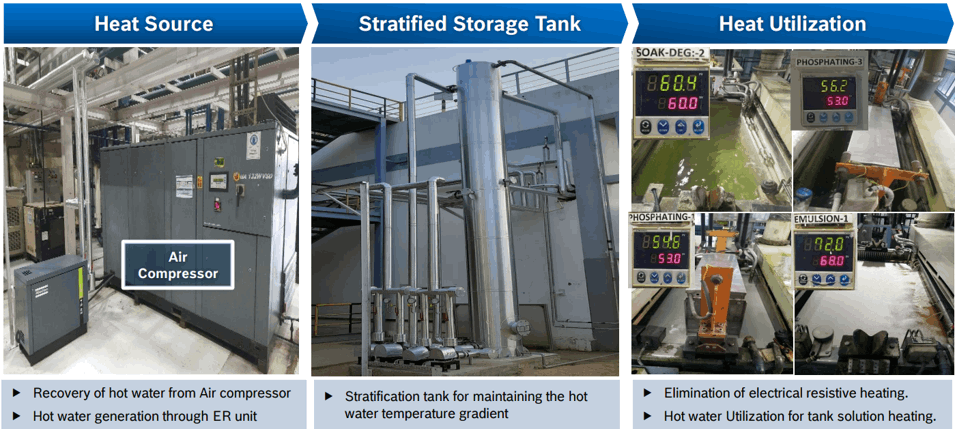 Heat Source
Stratified Storage Tank
Heat Utilization
Air
Compressor
SOAK-DEG:-2
60.4
60.0
PHOSPHATING-3
56.2
53.0
PHOSPHATING-1
54.6
53.0
EMULSION-1
72.0
68.0
Recovery of hot water from Air compressor
Hot water generation through ER unit
Stratification tank for maintaining the hot
water temperature gradient
Elimination of electrical resistive heating.
Hot water Utilization for tank solution heating.